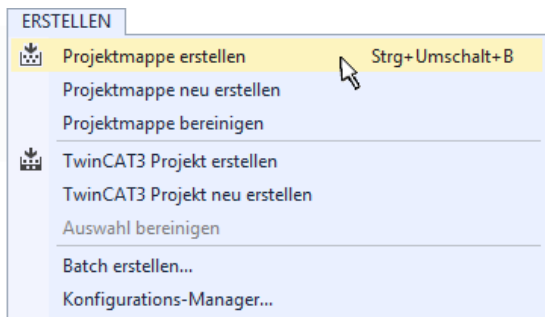 ERSTELLEN
Projektmappe erstellen Strg+Umschalt+B
Projektmappe neu erstellen
Projektmappe bereinigen
TwinCAT3 Projekt erstellen
TwinCAT3 Projekt neu erstellen
Auswahl bereinigen
Batch erstellen...
Konfigurations-Manager...